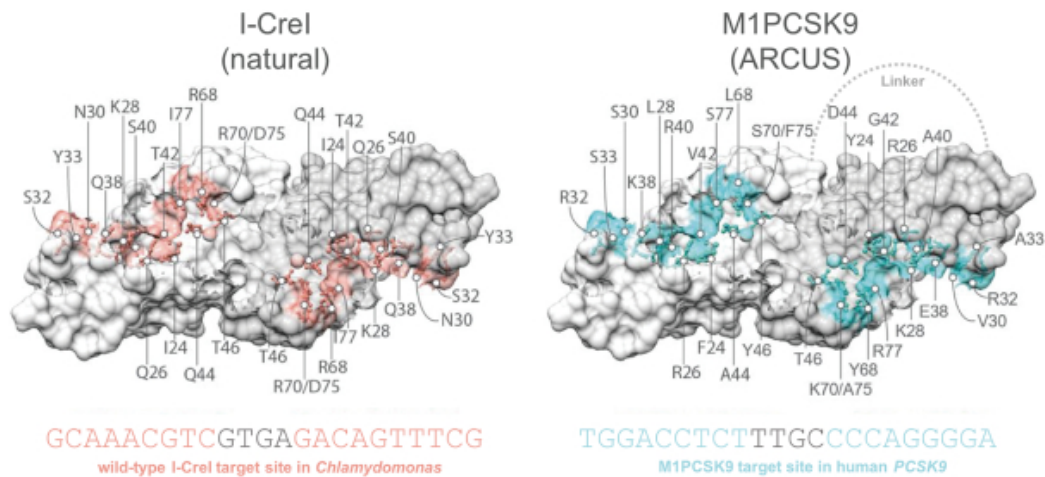 I-CreI
(natural)
M1PCSK9
(ARCUS)
Linker
R68
K28
I77
N30
S40
T42
Q44
T42
R70/D75
I24
Q26
S40
Y33
T42
Q38
S32
Y33
S32
N30
Q38
K28
I77
R68
T46
T46
I24
Q26
Q44
R70/D75
L68
L28
S77
S30
R40
D44
G42
S70/F75
Y24
R26
A40
S33
V42
K38
R32
A33
R32
V30
E38
K28
R77
Y68
T46
Y46
F24
R26
A44
K70/A75
GCAAACGTCGTGAGACAGTTTCG
wild-type I-CreI target site in Chlamydomonas
TGGACCTCTTTGCCCCAGGGGA
M1PCSK9 target site in human PCSK9